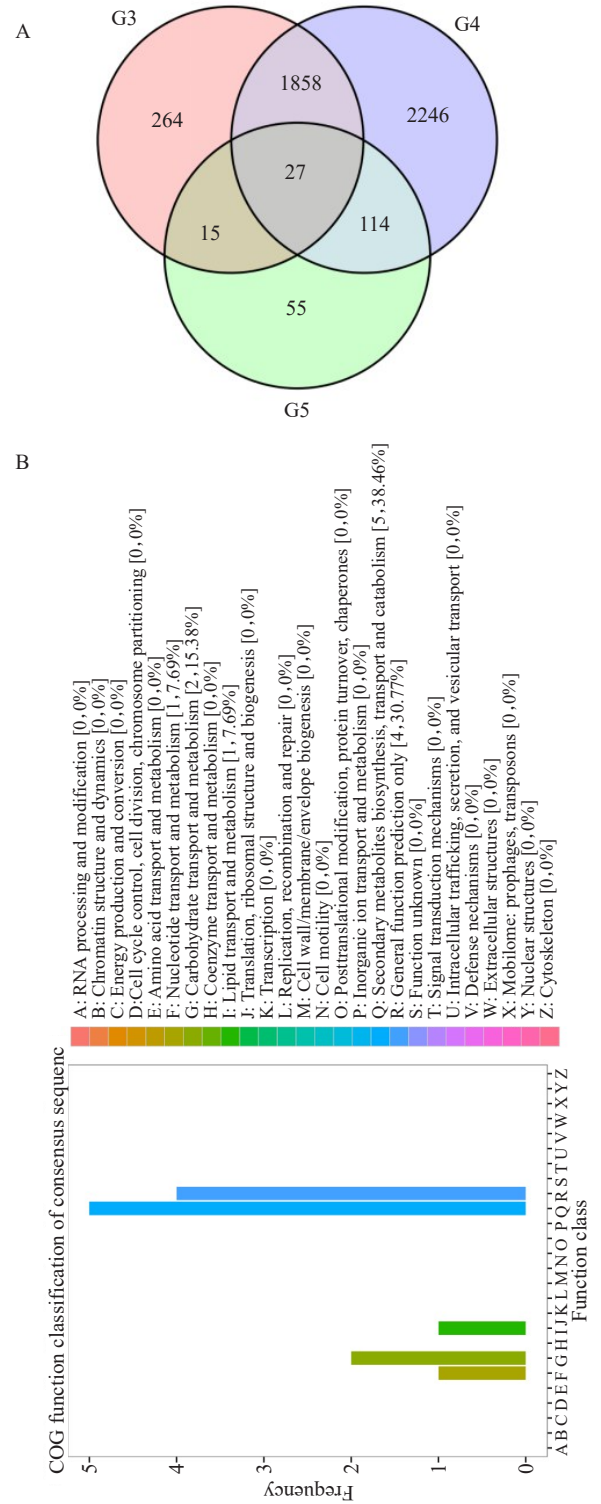 A
G3
G4
1858
264
2246
27
15
114
55
G5
B
COG function classification of consensus sequenc
5
4
3
2
1
0
Frequency
A B C D E F G H I J K L M N O P Q R S T U V W X Y Z
Function class
A: RNA processing and modification [0,0%]
B: Chromatin structure and dynamics [0,0%]
C: Energy production and conversion [0,0%]
D:Cell cycle control, cell division, chromosome partitioning [0,0%]
E: Amino acid transport and metabolism [0,0%]
F: Nucleotide transport and metabolism [1,7.69%]
G: Carbohydrate transport and metabolism [2,15.38%]
H: Coenzyme transport and metabolism [0,0%]
I: Lipid transport and metabolism [1,7.69%]
J: Translation, ribosomal structure and biogenesis [0,0%]
K: Transcription [0,0%]
L: Replication, recombination and repair [0,0%]
M: Cell wall/membrane/envelope biogenesis [0,0%]
N: Cell motility [0,0%]
O: Posttranslational modification, protein turnover, chaperones [0,0%]
P: Inorganic ion transport and metabolism [0,0%]
Q: Secondary metabolites biosynthesis, transport and catabolism [5,38.46%]
R: General function prediction only [4,30.77%]
S: Function unknown [0,0%]
T: Signal transduction mechanisms [0,0%]
U: Intracellular trafficking, secretion, and vesicular transport [0,0%]
V: Defense mechanisms [0,0%]
W: Extracellular structures [0,0%]
X: Mobilome: prophages, transposons [0,0%]
Y: Nuclear structures [0,0%]
Z: Cytoskeleton [0,0%]